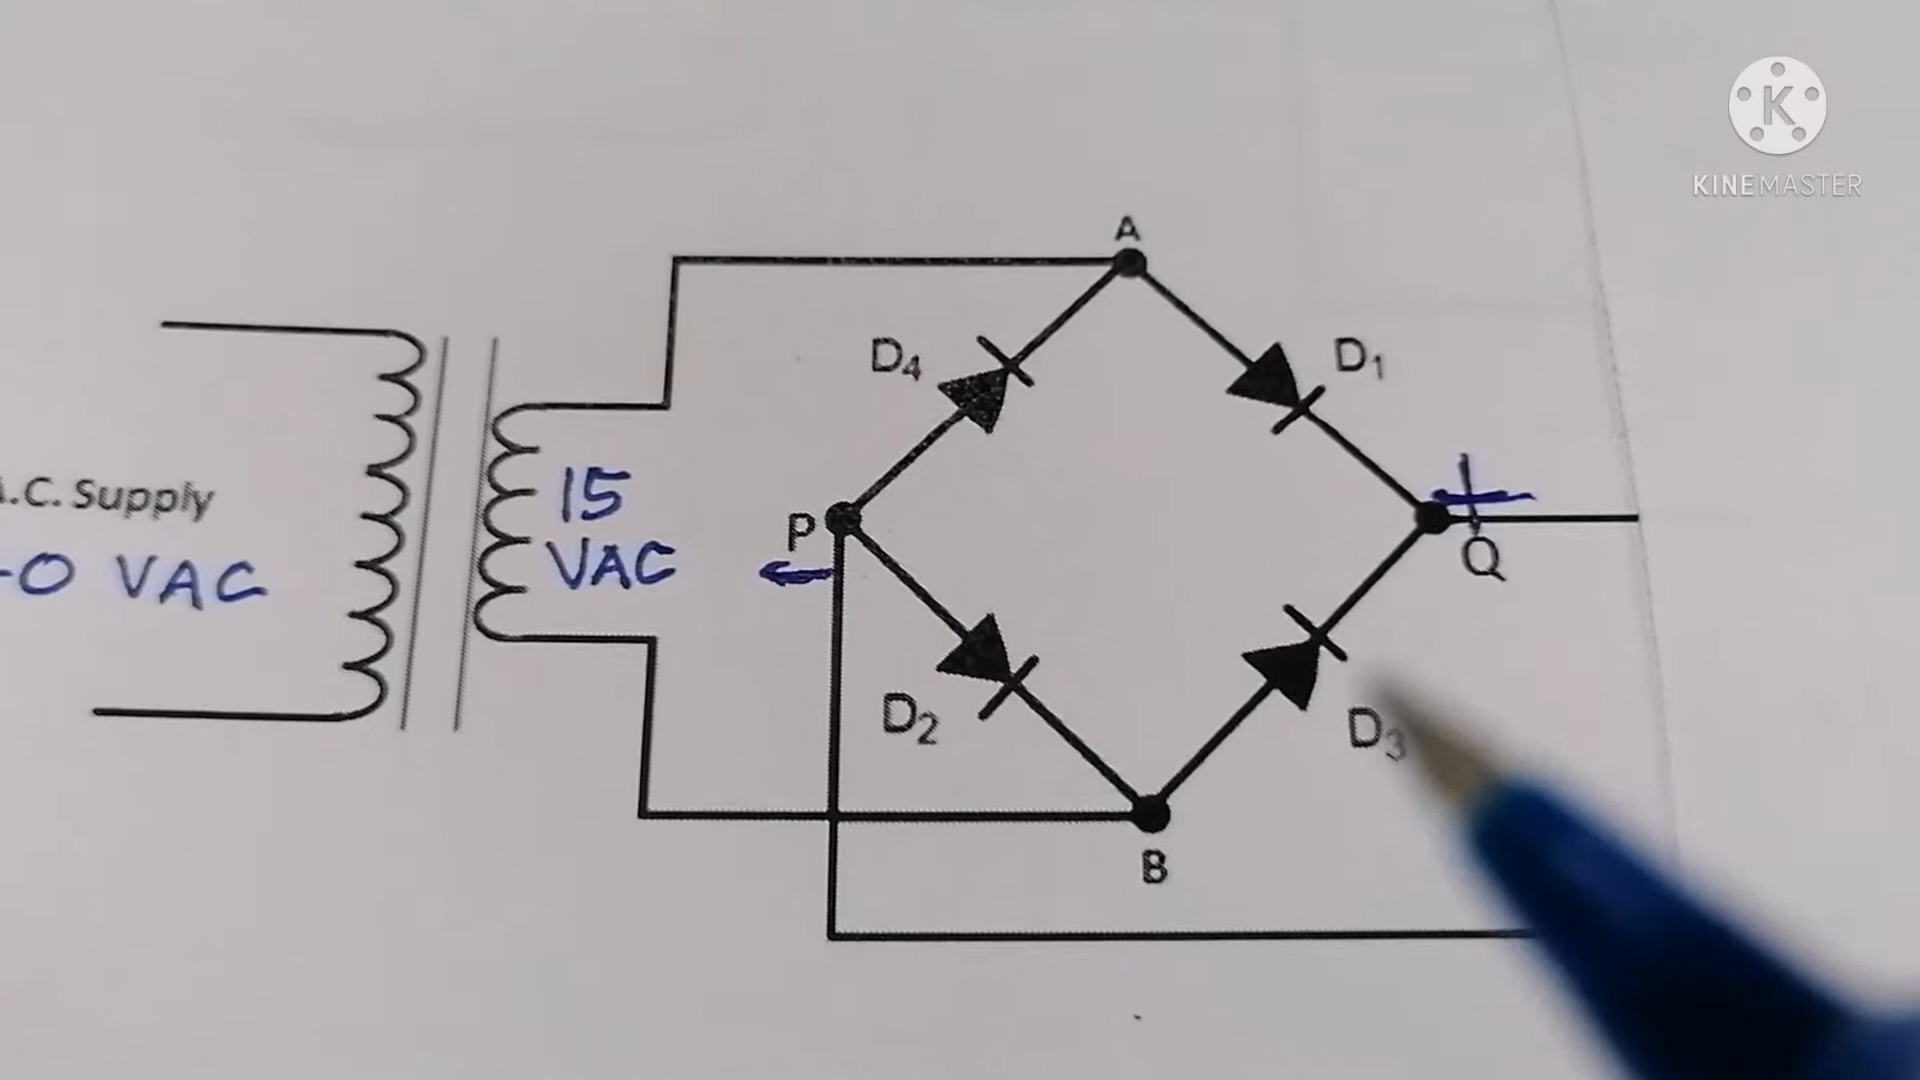 K
KINEMASTER
A
D4
D1
A.C. Supply
15
VAC
P
Q
-0 VAC
D2
D3
B